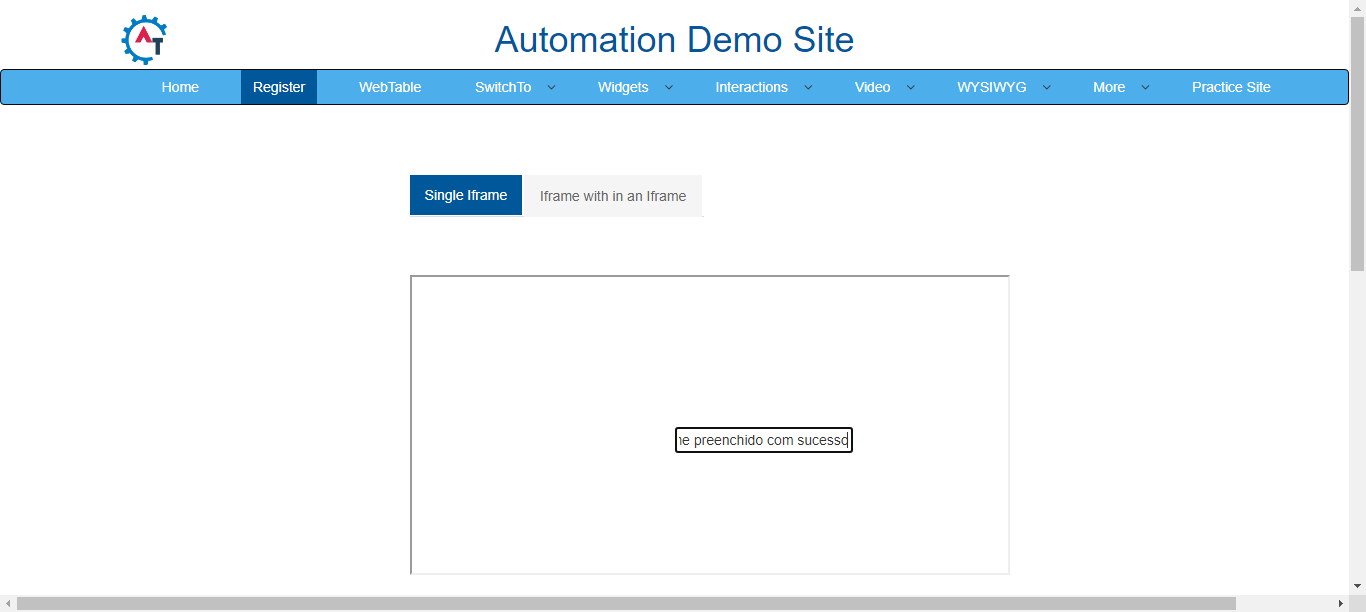 Automation Demo Site
Home Register WebTable SwitchTo Widgets Interactions Video WYSIWYG More Practice Site
Single Iframe Iframe with in an Iframe
preenchido com sucesso